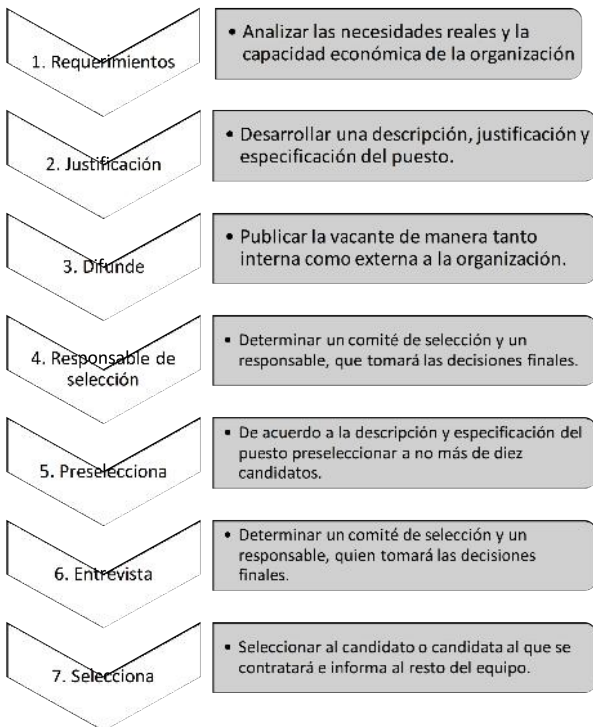 1. Requerimientos
• Analizar las necesidades reales y la
capacidad económica de la organización
2. Justificación
• Desarrollar una descripción, justificación y
especificación del puesto.
3. Difunde
• Publicar la vacante de manera tanto
interna como externa a la organización.
4. Responsable de
selección
• Determinar un comité de selección y un
responsable, que tomará las decisiones finales.
5. Preselecciona
• De acuerdo a la descripción y especificación del
puesto preseleccionar a no más de diez
candidatos.
6. Entrevista
• Determinar un comité de selección y un
responsable, quien tomará las decisiones
finales.
7. Selecciona
• Seleccionar al candidato o candidata al que se
contratará e informa al resto del equipo.